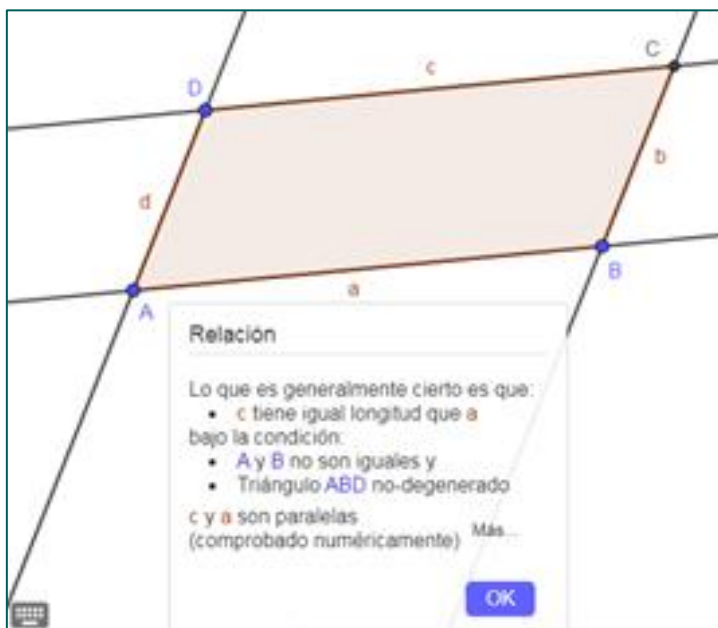 C
c
D
b
d
B
a
A
Relación
Lo que es generalmente cierto es que:
• c tiene igual longitud que a
bajo la condición:
• A y B no son iguales y
• Triángulo ABD no-degenerado
c y a son paralelas
(comprobado numéricamente) Más...
OK